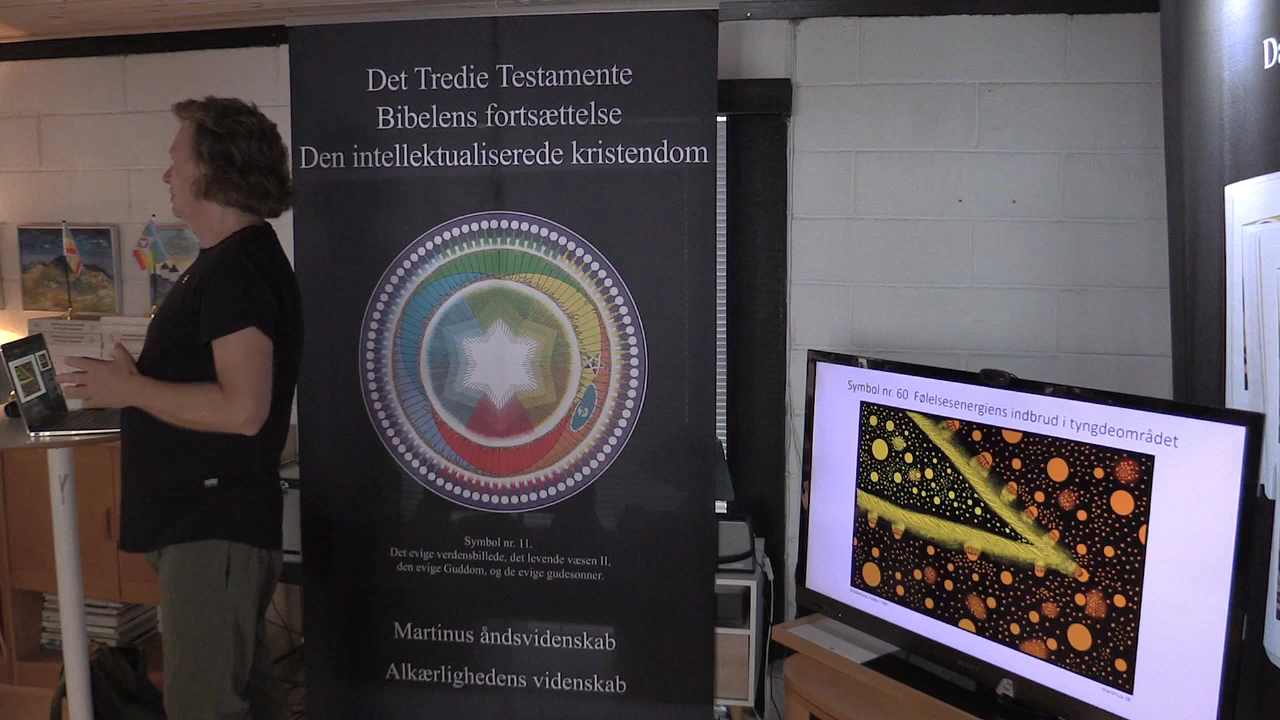 Det Tredie Testamente
Bibelens fortsættelse
Den intellektualiserede kristendom
Symbol nr. 11.
Det evige verdensbillede, det levende væsen II,
den evige Guddom, og de evige gudesønner.
Martinus åndsvidenskab
Alkærlighedens videnskab
Symbol nr. 60 Følelsesenergiens indbrud i tyngdeområdet